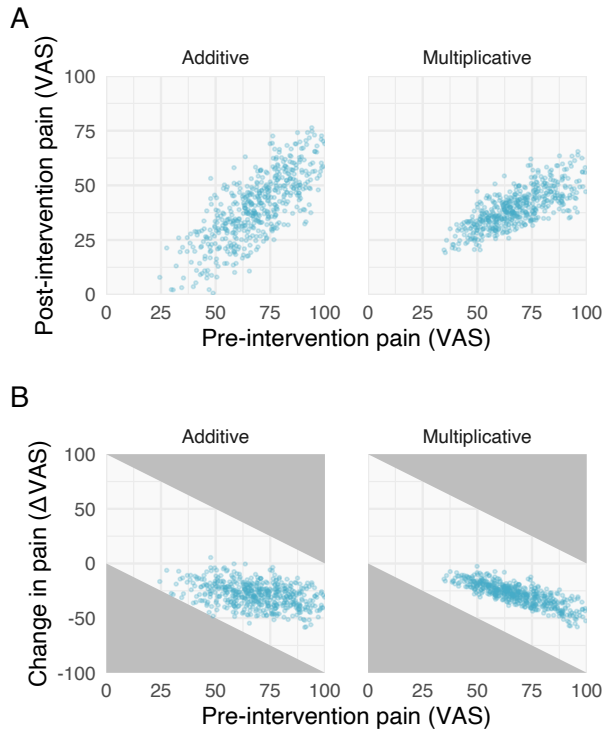 A
Additive Multiplicative
Post-intervention pain (VAS)
100
75
50
25
0
0 25 50 75 100 0 25 50 75 100
Pre-intervention pain (VAS)
B
Additive Multiplicative
Change in pain (ΔVAS)
100
50
0
-50
-100
0 25 50 75 100 0 25 50 75 100
Pre-intervention pain (VAS)